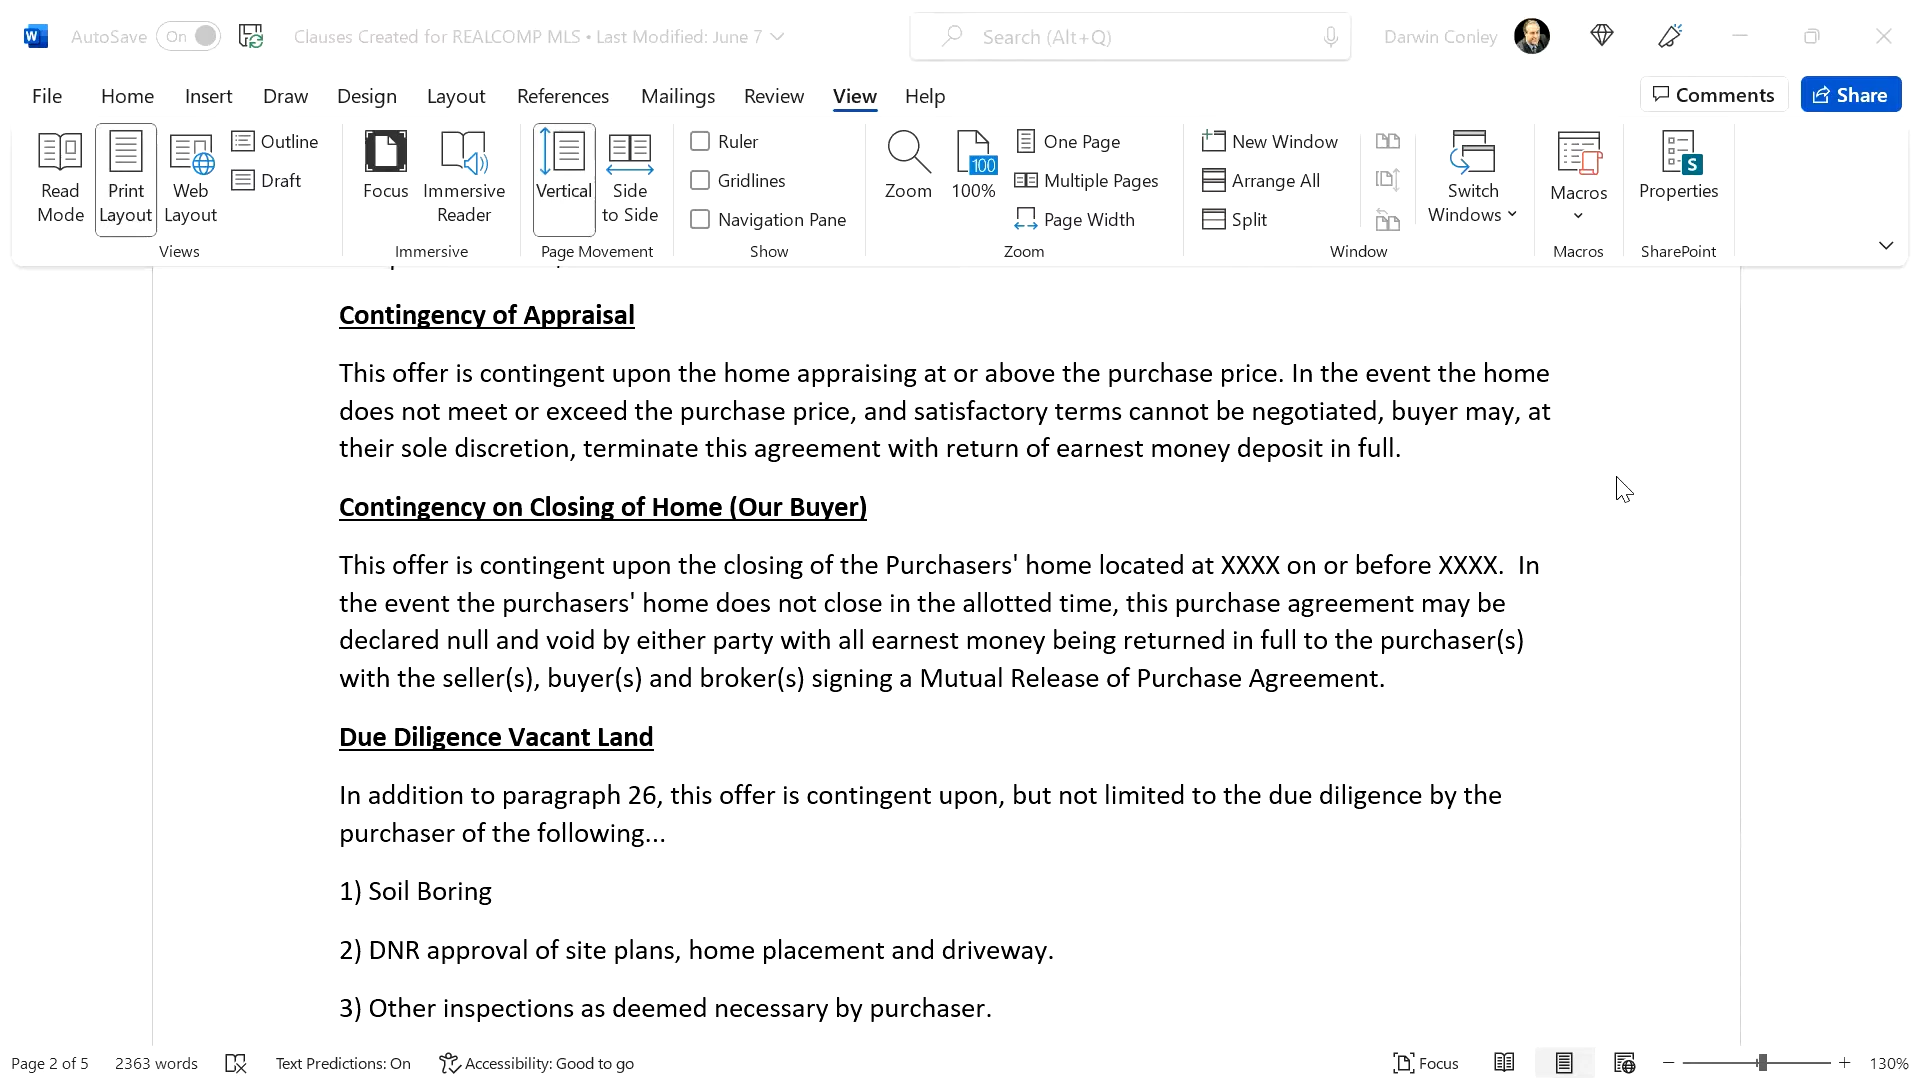 W
AutoSave On Clauses Created for REALCOMP MLS • Last Modified: June 7 Search (Alt+Q) Darwin Conley
File Home Insert Draw Design Layout References Mailings Review View Help Comments Share
Read Mode
Print Layout
Web Layout
Outline
Draft
Views
Focus
Immersive Reader
Immersive
Vertical
Side to Side
Page Movement
Ruler
Gridlines
Navigation Pane
Show
Zoom
100
100%
One Page
Multiple Pages
Page Width
Zoom
New Window
Arrange All
Split
Switch Windows
Window
Macros
Macros
S
Properties
SharePoint
Contingency of Appraisal
This offer is contingent upon the home appraising at or above the purchase price. In the event the home
does not meet or exceed the purchase price, and satisfactory terms cannot be negotiated, buyer may, at
their sole discretion, terminate this agreement with return of earnest money deposit in full.
Contingency on Closing of Home (Our Buyer)
This offer is contingent upon the closing of the Purchasers' home located at XXXX on or before XXXX.  In
the event the purchasers' home does not close in the allotted time, this purchase agreement may be
declared null and void by either party with all earnest money being returned in full to the purchaser(s)
with the seller(s), buyer(s) and broker(s) signing a Mutual Release of Purchase Agreement.
Due Diligence Vacant Land
In addition to paragraph 26, this offer is contingent upon, but not limited to the due diligence by the
purchaser of the following...
1) Soil Boring
2) DNR approval of site plans, home placement and driveway.
3) Other inspections as deemed necessary by purchaser.
Page 2 of 5 2363 words Text Predictions: On Accessibility: Good to go Focus 130%